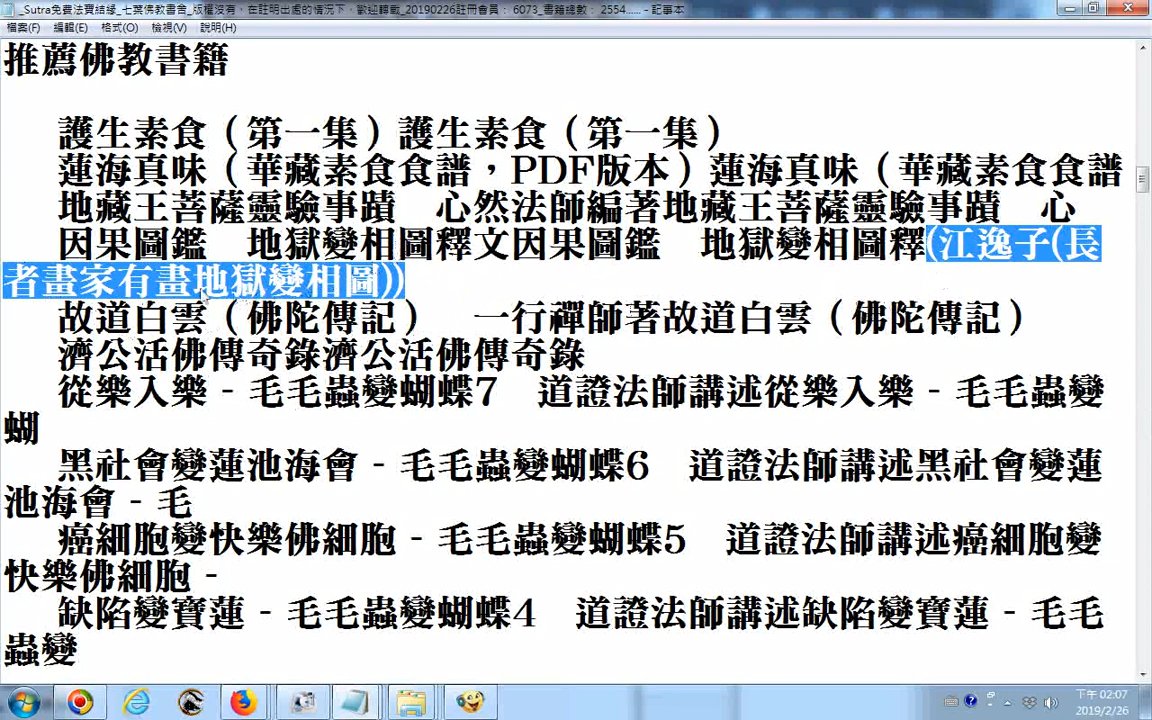 _Sutra免費法寶結緣_七葉佛教書舍_版權沒有，在註明出處的情況下，歡迎轉載_20190226註冊會員： 6073_書籍總數： 2554..... - 記事本
檔案(F) 編輯(E) 格式(O) 檢視(V) 說明(H)
推薦佛教書籍
護生素食（第一集）護生素食（第一集）
蓮海真味（華藏素食食譜，PDF版本）蓮海真味（華藏素食食譜
地藏王菩薩靈驗事蹟　心然法師編著地藏王菩薩靈驗事蹟　心
因果圖鑑　地獄變相圖釋文因果圖鑑　地獄變相圖釋(江逸子(長
者畫家有畫地獄變相圖))
故道白雲（佛陀傳記）　一行禪師著故道白雲（佛陀傳記）
濟公活佛傳奇錄濟公活佛傳奇錄
從樂入樂－毛毛蟲變蝴蝶7　道證法師講述從樂入樂－毛毛蟲變
蝴
黑社會變蓮池海會－毛毛蟲變蝴蝶6　道證法師講述黑社會變蓮
池海會－毛
癌細胞變快樂佛細胞－毛毛蟲變蝴蝶5　道證法師講述癌細胞變
快樂佛細胞－
缺陷變寶蓮－毛毛蟲變蝴蝶4　道證法師講述缺陷變寶蓮－毛毛
蟲變
下午 02:07
2019/2/26